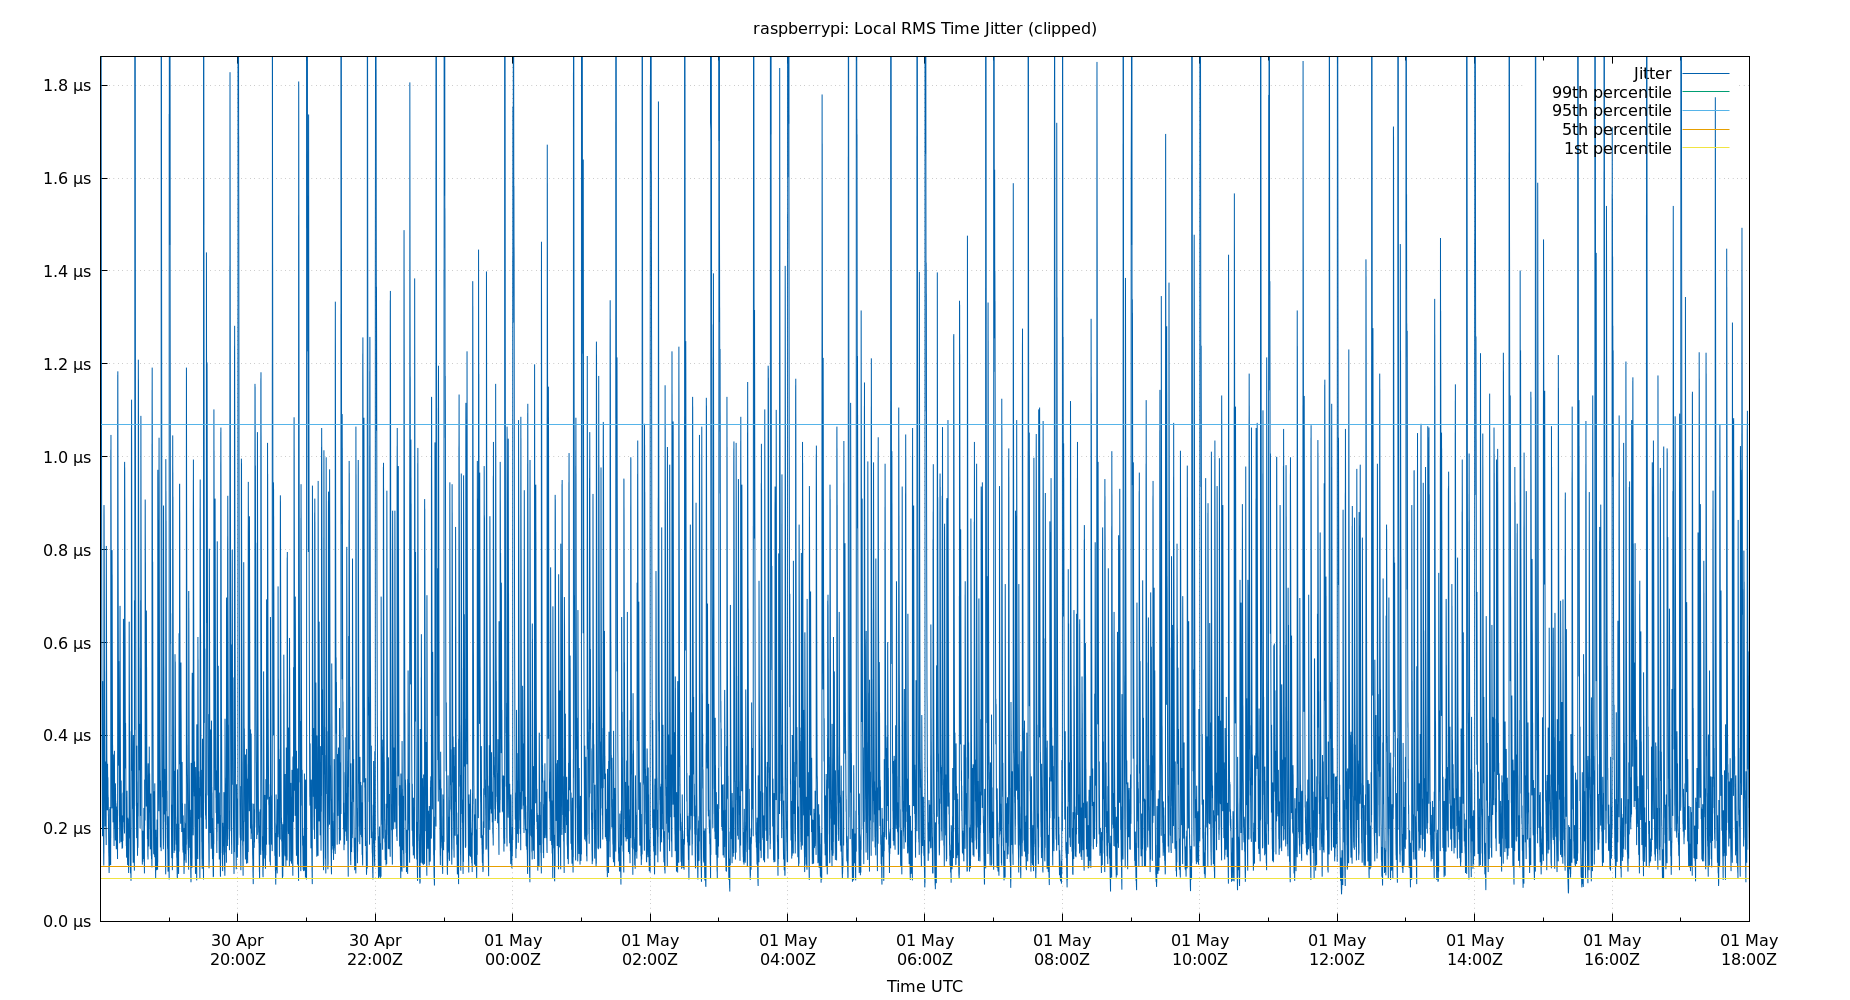 raspberrypi: Local RMS Time Jitter (clipped)
Jitter
99th percentile
95th percentile
5th percentile
1st percentile
1.8 µs
1.6 µs
1.4 µs
1.2 µs
1.0 µs
0.8 µs
0.6 µs
0.4 µs
0.2 µs
0.0 µs
30 Apr 30 Apr 01 May 01 May 01 May 01 May 01 May 01 May 01 May 01 May 01 May 01 May
20:00Z 22:00Z 00:00Z 02:00Z 04:00Z 06:00Z 08:00Z 10:00Z 12:00Z 14:00Z 16:00Z 18:00Z
Time UTC